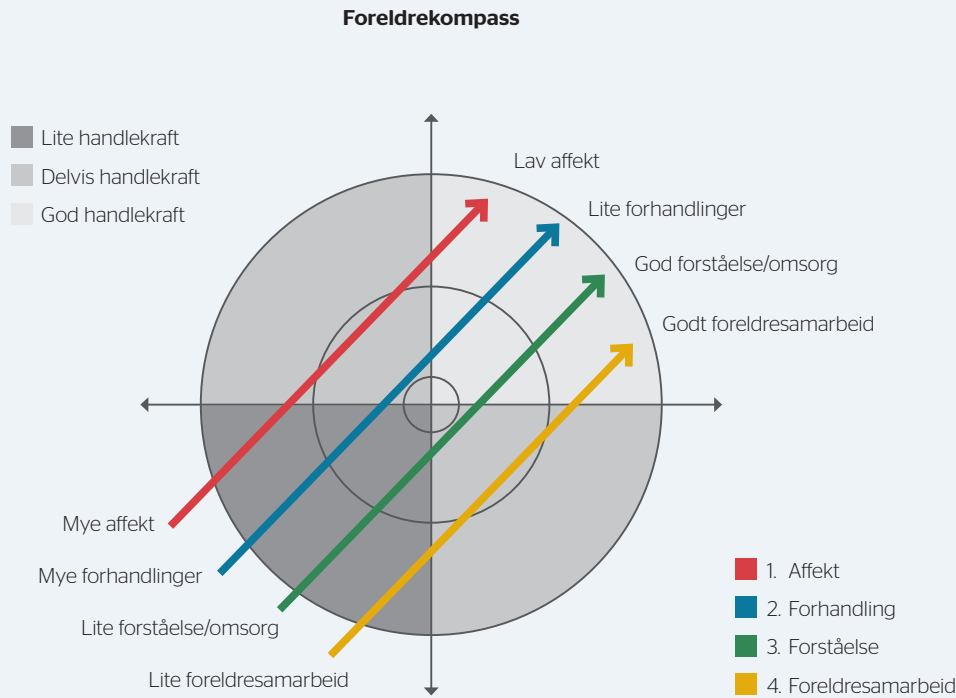 Foreldrekompass
Lite handlekraft
Delvis handlekraft
God handlekraft
Lav affekt
Lite forhandlinger
God forståelse/omsorg
Godt foreldresamarbeid
Mye affekt
Mye forhandlinger
Lite forståelse/omsorg
Lite foreldresamarbeid
1. Affekt
2. Forhandling
3. Forståelse
4. Foreldresamarbeid